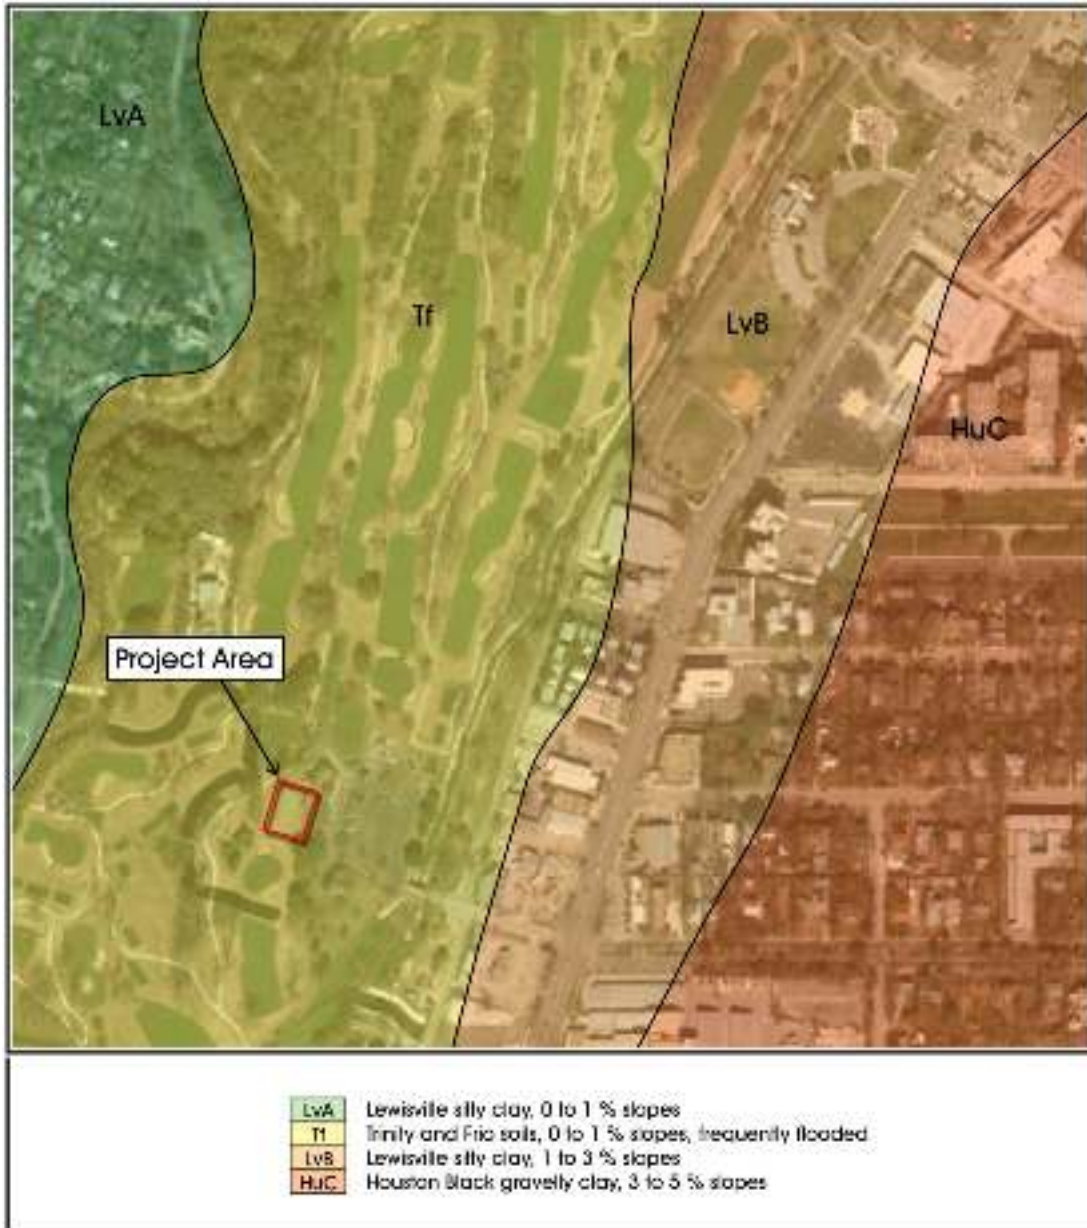 LvA
Tf
LvB
HuC
Project Area
LvA Lewisville silty clay, 0 to 1 % slopes
Tf Trinity and Frio soils, 0 to 1 % slopes, frequently flooded
LvB Lewisville silty clay, 1 to 3 % slopes
HuC Houston Black gravelly clay, 3 to 5 % slopes